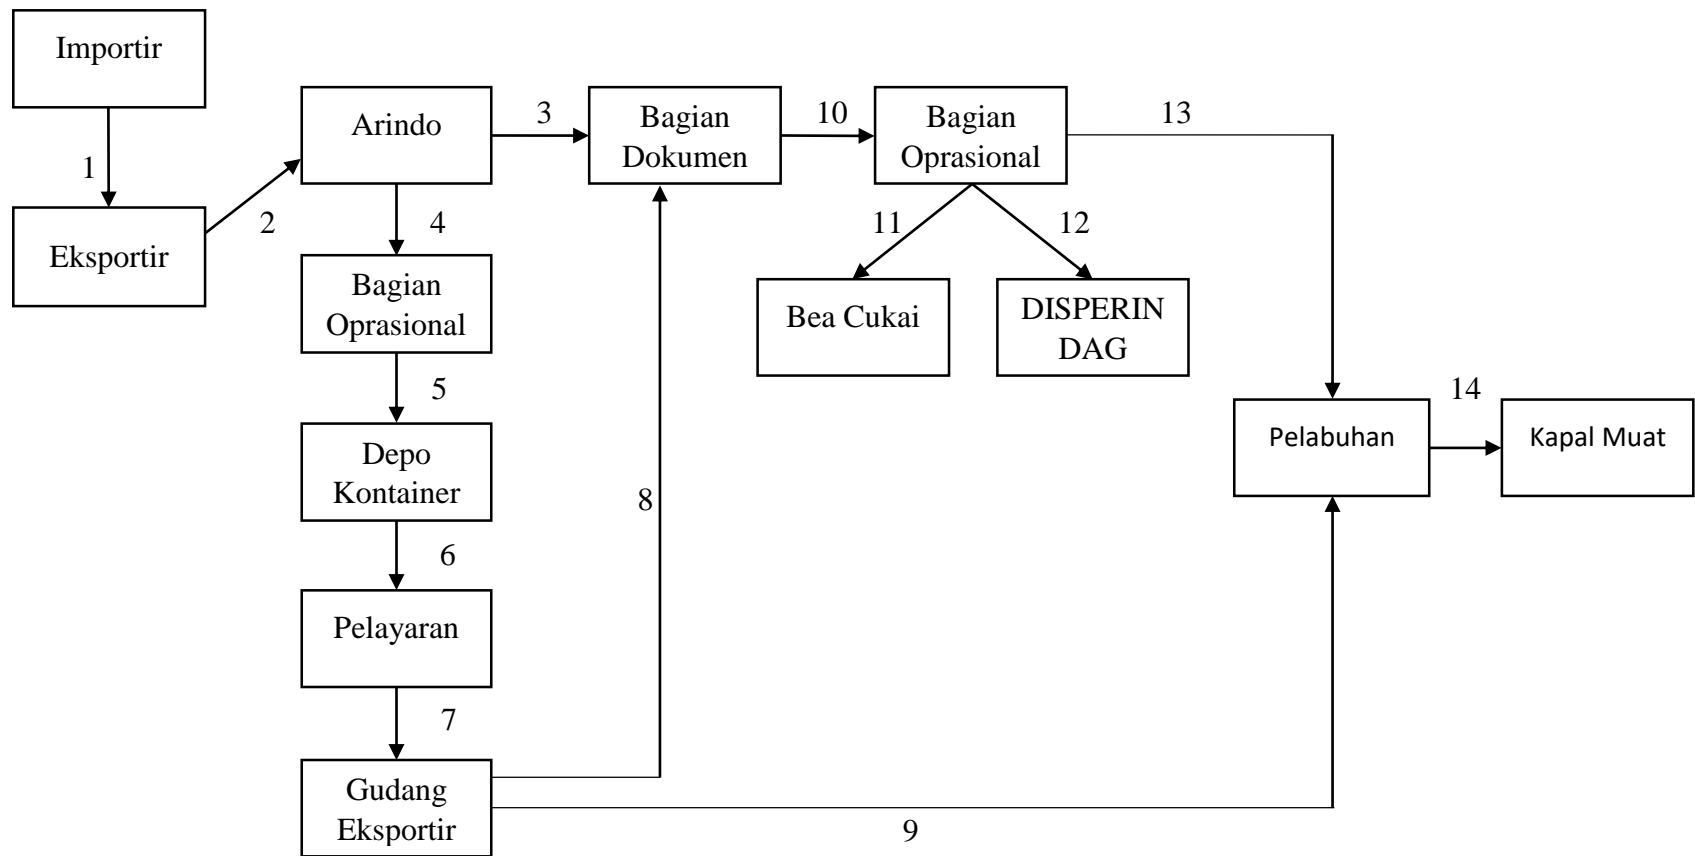 Importir
1
Eksportir
2
Arindo
3
Bagian
Dokumen
10
Bagian
Oprasional
13
4
11
12
Bagian
Oprasional
Bea Cukai
DISPERIN
DAG
5
14
Pelabuhan
Kapal Muat
Depo
Kontainer
8
6
Pelayaran
7
Gudang
Eksportir
9